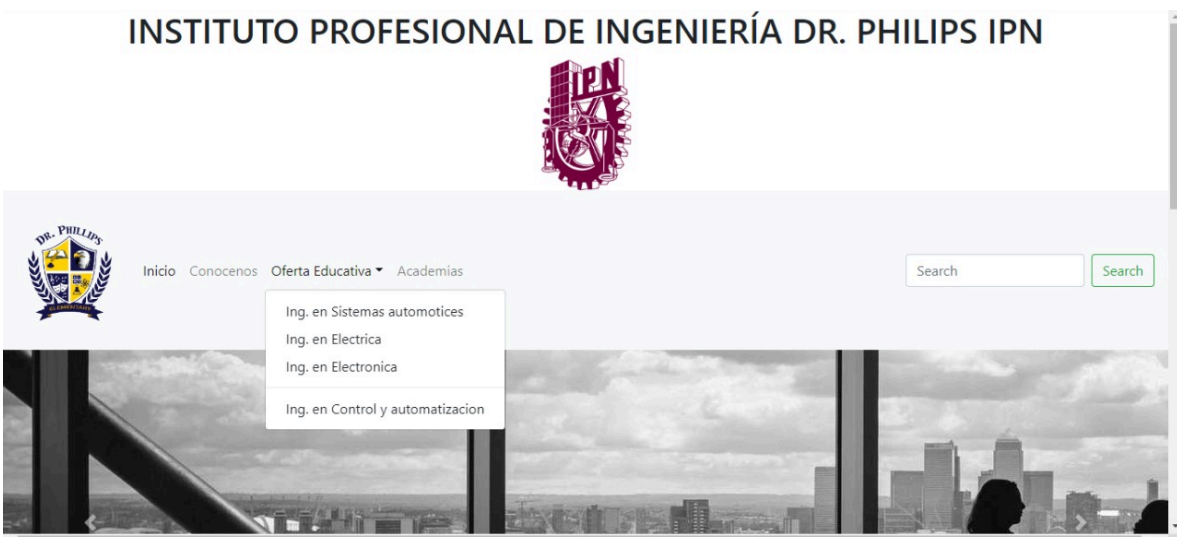 INSTITUTO PROFESIONAL DE INGENIERÍA DR. PHILIPS IPN
IPN
DR. PHILLIPS
ELEMENTARY
Inicio Conocenos Oferta Educativa Academias Search Search
Ing. en Sistemas automotices
Ing. en Electrica
Ing. en Electronica
Ing. en Control y automatizacion